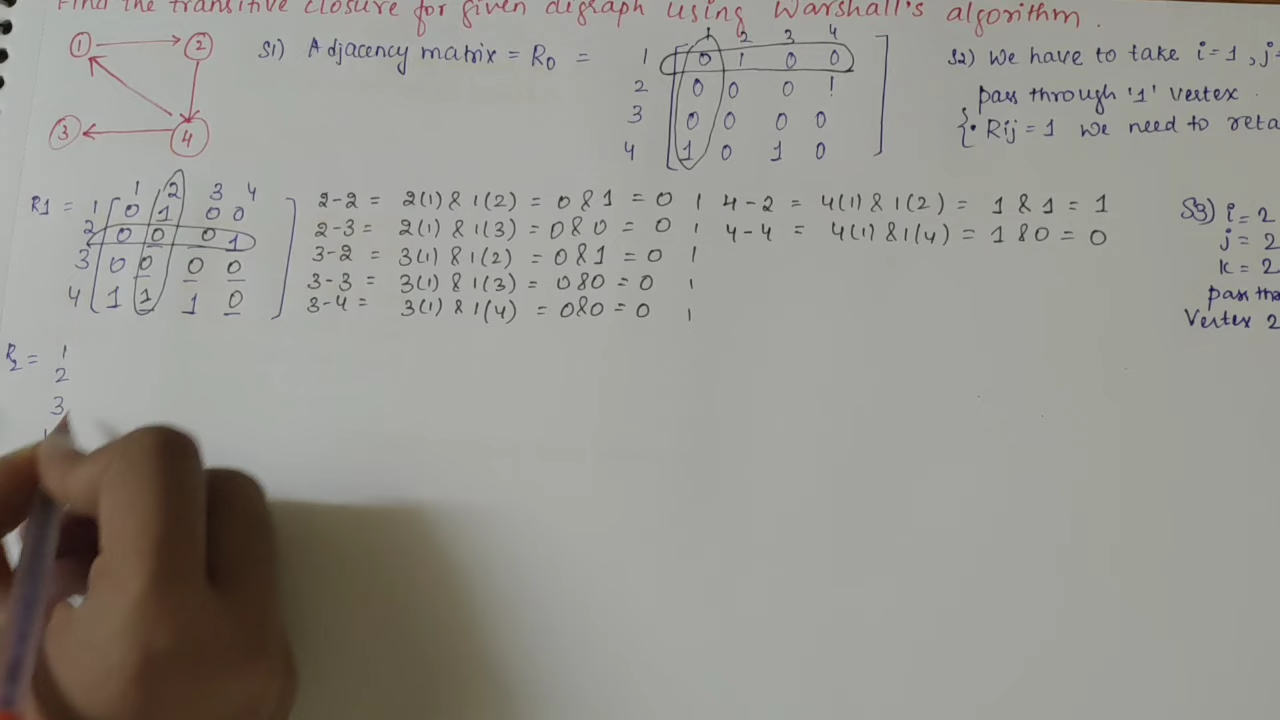 Find the transitive closure for given digraph using Warshall's algorithm.
1 2
3 4
S1) Adjacency matrix = R0 =
1 2 3 4
1 0 1 0 0
2 0 0 0 1
3 0 0 0 0
4 1 0 1 0
S2) We have to take i=1, j=
pass through '1' vertex.
{• Rij = 1 we need to reta
R1 =
1 2 3 4
1 0 1 0 0
2 0 0 0 1
3 0 0 0 0
4 1 1 1 0
2-2 = 2(1) & 1(2) = 0 & 1 = 0
2-3 = 2(1) & 1(3) = 0 & 0 = 0
3-2 = 3(1) & 1(2) = 0 & 1 = 0
3-3 = 3(1) & 1(3) = 0 & 0 = 0
3-4 = 3(1) & 1(4) = 0 & 0 = 0
4-2 = 4(1) & 1(2) = 1 & 1 = 1
4-4 = 4(1) & 1(4) = 1 & 0 = 0
S3) i = 2
j = 2
k = 2
pass th
Vertex 2
R2 = 1
2
3